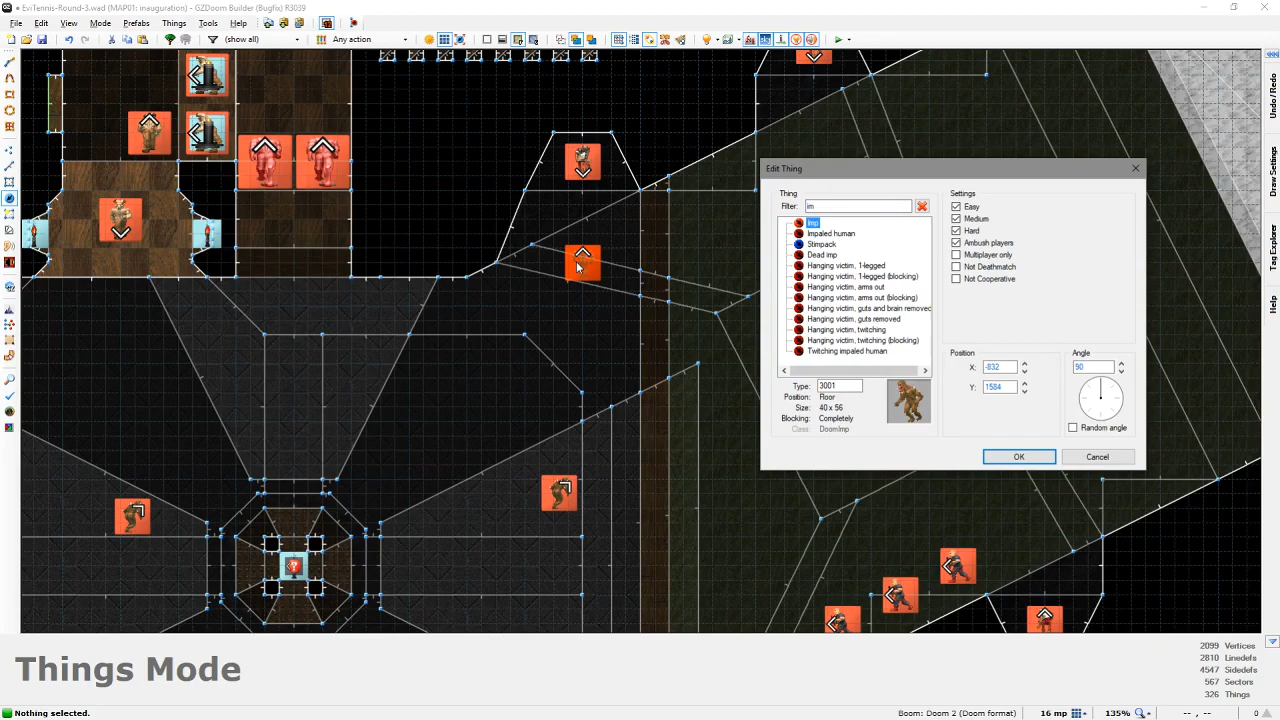 EviTennis-Round-3.wad (MAP01: inauguration) - GZDoom Builder (Bugfix) R3039
File Edit View Mode Prefabs Things Tools Help
(show all)
Any action
Edit Thing
Thing
Filter:
im
Imp
Impaled human
Stimpack
Dead imp
Hanging victim, 1-legged
Hanging victim, 1-legged (blocking)
Hanging victim, arms out
Hanging victim, arms out (blocking)
Hanging victim, guts and brain removed
Hanging victim, guts removed
Hanging victim, twitching
Hanging victim, twitching (blocking)
Twitching impaled human
Type: 3001
Position: Floor
Size: 40 x 56
Blocking: Completely
Class: DoomImp
Settings
Easy
Medium
Hard
Ambush players
Multiplayer only
Not Deathmatch
Not Cooperative
Position
X: -832
Y: 1584
Angle
90
Random angle
OK
Cancel
Undo / Redo
Draw Settings
Tag Explorer
Help
Things Mode
2099 Vertices
2810 Linedefs
4547 Sidedefs
567 Sectors
326 Things
Nothing selected.
Boom: Doom 2 (Doom format)
16 mp
135%
-- , --
0